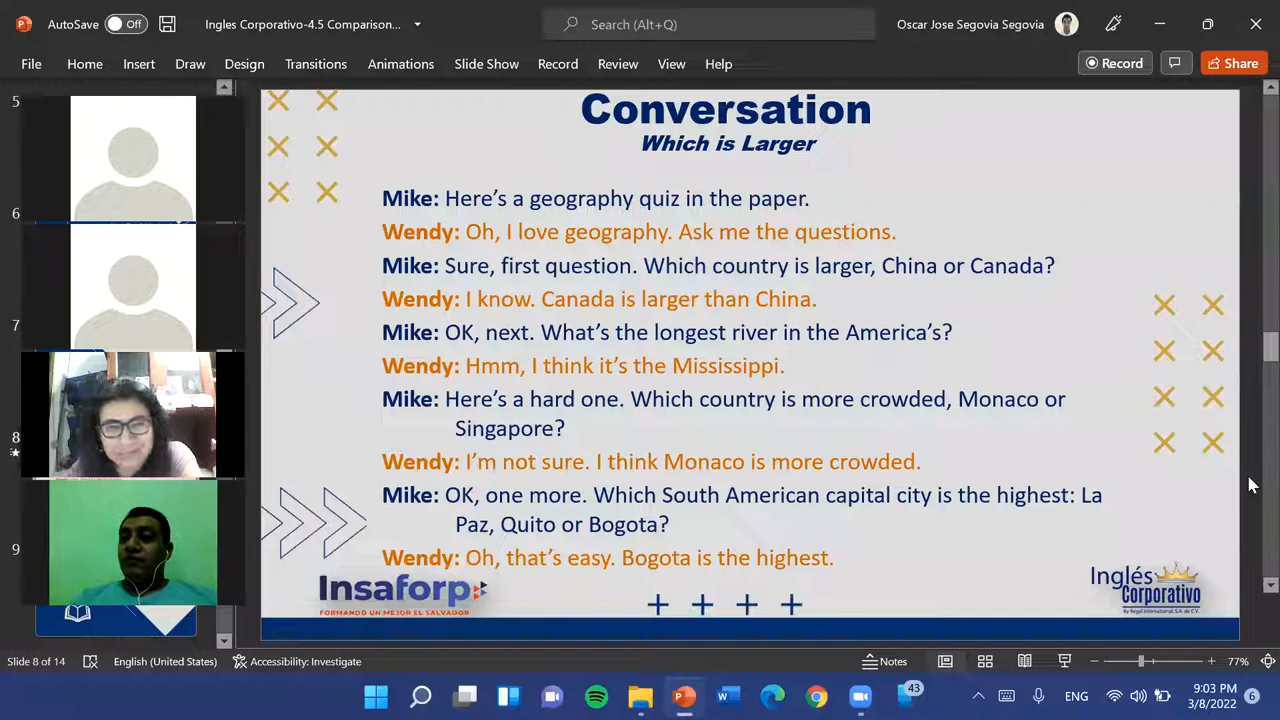 AutoSave Off Ingles Corporativo-4.5 Comparison... Search (Alt+Q) Oscar Jose Segovia Segovia
File Home Insert Draw Design Transitions Animations Slide Show Record Review View Help Record Share
5
6
7
8
9
Conversation
Which is Larger
Mike: Here's a geography quiz in the paper.
Wendy: Oh, I love geography. Ask me the questions.
Mike: Sure, first question. Which country is larger, China or Canada?
Wendy: I know. Canada is larger than China.
Mike: OK, next. What's the longest river in the America's?
Wendy: Hmm, I think it's the Mississippi.
Mike: Here's a hard one. Which country is more crowded, Monaco or
Singapore?
Wendy: I'm not sure. I think Monaco is more crowded.
Mike: OK, one more. Which South American capital city is the highest: La
Paz, Quito or Bogota?
Wendy: Oh, that's easy. Bogota is the highest.
Insaforp
FORMANDO UN MEJOR EL SALVADOR
Inglés
Corporativo
By Regal International S.A. de C.V.
Slide 8 of 14 English (United States) Accessibility: Investigate Notes 77%
43
ENG
9:03 PM
3/8/2022
6